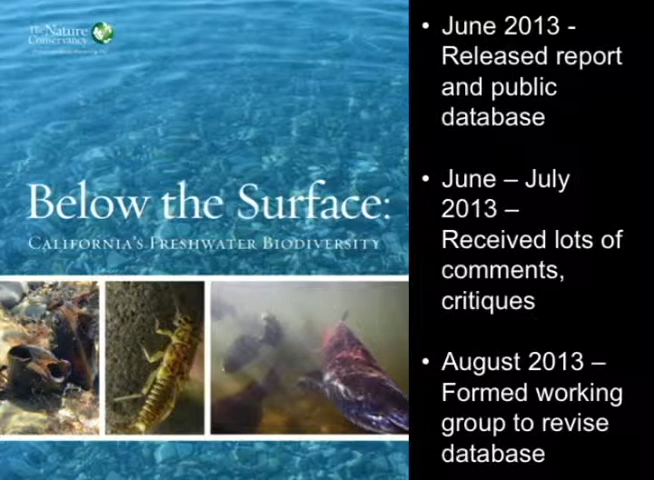 The Nature
Conservancy
Below the Surface:
CALIFORNIA'S FRESHWATER BIODIVERSITY
• June 2013 -
Released report
and public
database
• June – July
2013 –
Received lots of
comments,
critiques
• August 2013 –
Formed working
group to revise
database